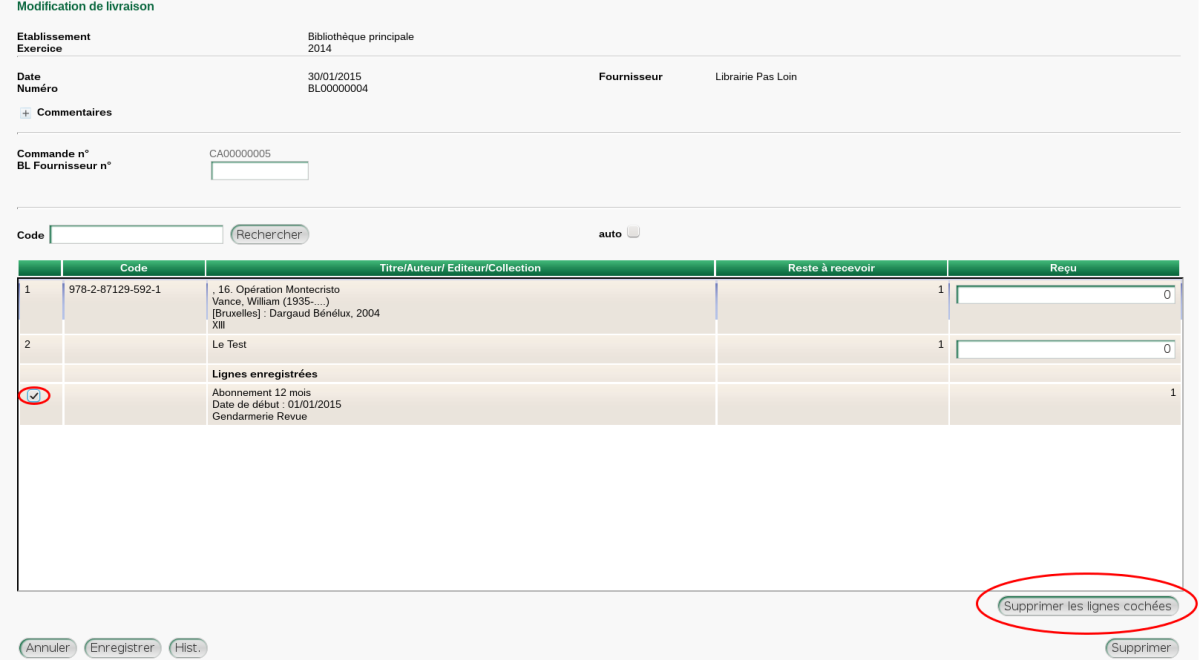 Modification de livraison
Etablissement Bibliothèque principale
Exercice 2014
Date 30/01/2015 Fournisseur Librairie Pas Loin
Numéro BL00000004
+ Commentaires
Commande n° CA00000005
BL Fournisseur n°
Code Rechercher auto
Code Titre/Auteur/ Editeur/Collection Reste à recevoir Reçu
1 978-2-87129-592-1 , 16. Opération Montecristo 1 0
Vance, William (1935-....)
[Bruxelles] : Dargaud Bénélux, 2004
XIII
2 Le Test 1 0
Lignes enregistrées
Abonnement 12 mois 1
Date de début : 01/01/2015
Gendarmerie Revue
Supprimer les lignes cochées
Annuler Enregistrer Hist. Supprimer